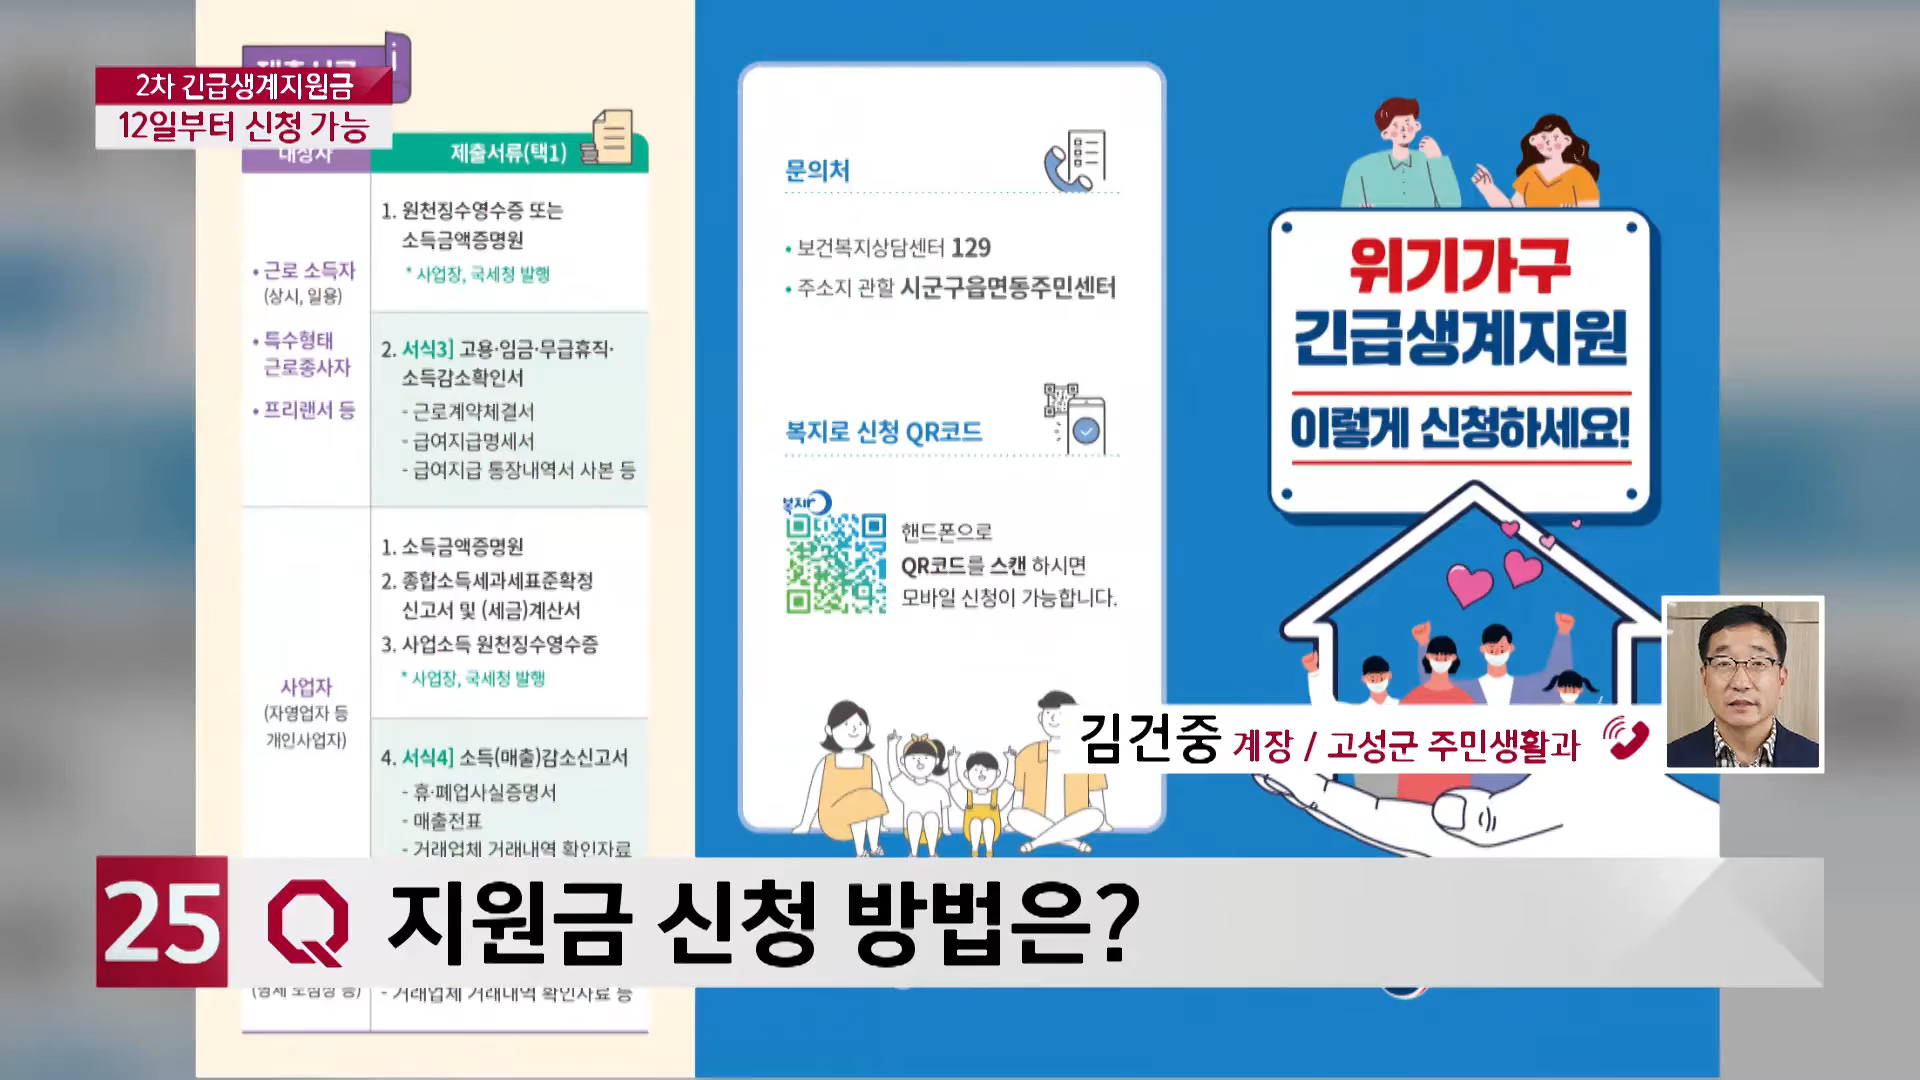 2차 긴급생계지원금
12일부터 신청 가능
대상자
제출서류(택1)
• 근로 소득자
(상시, 일용)
• 특수형태
근로종사자
• 프리랜서 등
1. 원천징수영수증 또는
소득금액증명원
* 사업장, 국세청 발행
2. 서식3] 고용·임금·무급휴직·
소득감소확인서
- 근로계약체결서
- 급여지급명세서
- 급여지급 통장내역서 사본 등
사업자
(자영업자 등
개인사업자)
1. 소득금액증명원
2. 종합소득세과세표준확정
신고서 및 (세금)계산서
3. 사업소득 원천징수영수증
* 사업장, 국세청 발행
4. 서식4] 소득(매출)감소신고서
- 휴·폐업사실증명서
- 매출전표
- 거래업체 거래내역 확인자료
- 거래업체 거래내역 확인자료 등
문의처
• 보건복지상담센터 129
• 주소지 관할 시군구읍면동주민센터
복지로 신청 QR코드
복지로
핸드폰으로
QR코드를 스캔 하시면
모바일 신청이 가능합니다.
위기가구
긴급생계지원
이렇게 신청하세요!
김건중 계장 / 고성군 주민생활과
25 Q 지원금 신청 방법은?